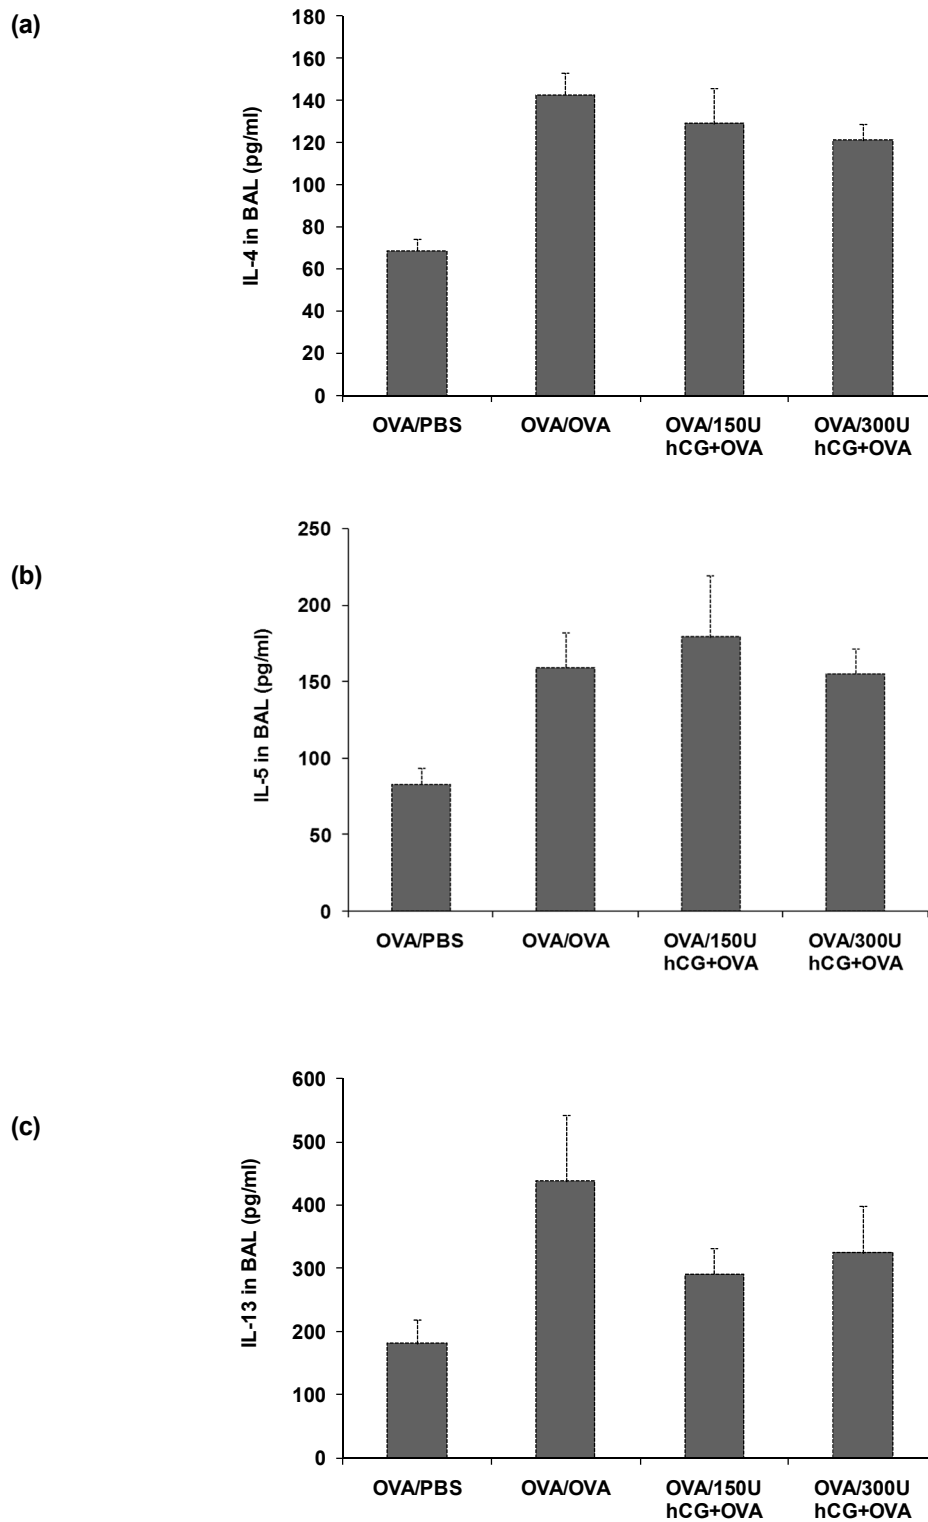 (a)
IL-4 in BAL (pg/ml)
180
160
140
120
100
80
60
40
20
0
OVA/PBS
OVA/OVA
OVA/150U
hCG+OVA
OVA/300U
hCG+OVA
(b)
IL-5 in BAL (pg/ml)
250
200
150
100
50
0
OVA/PBS
OVA/OVA
OVA/150U
hCG+OVA
OVA/300U
hCG+OVA
(c)
IL-13 in BAL (pg/ml)
600
500
400
300
200
100
0
OVA/PBS
OVA/OVA
OVA/150U
hCG+OVA
OVA/300U
hCG+OVA